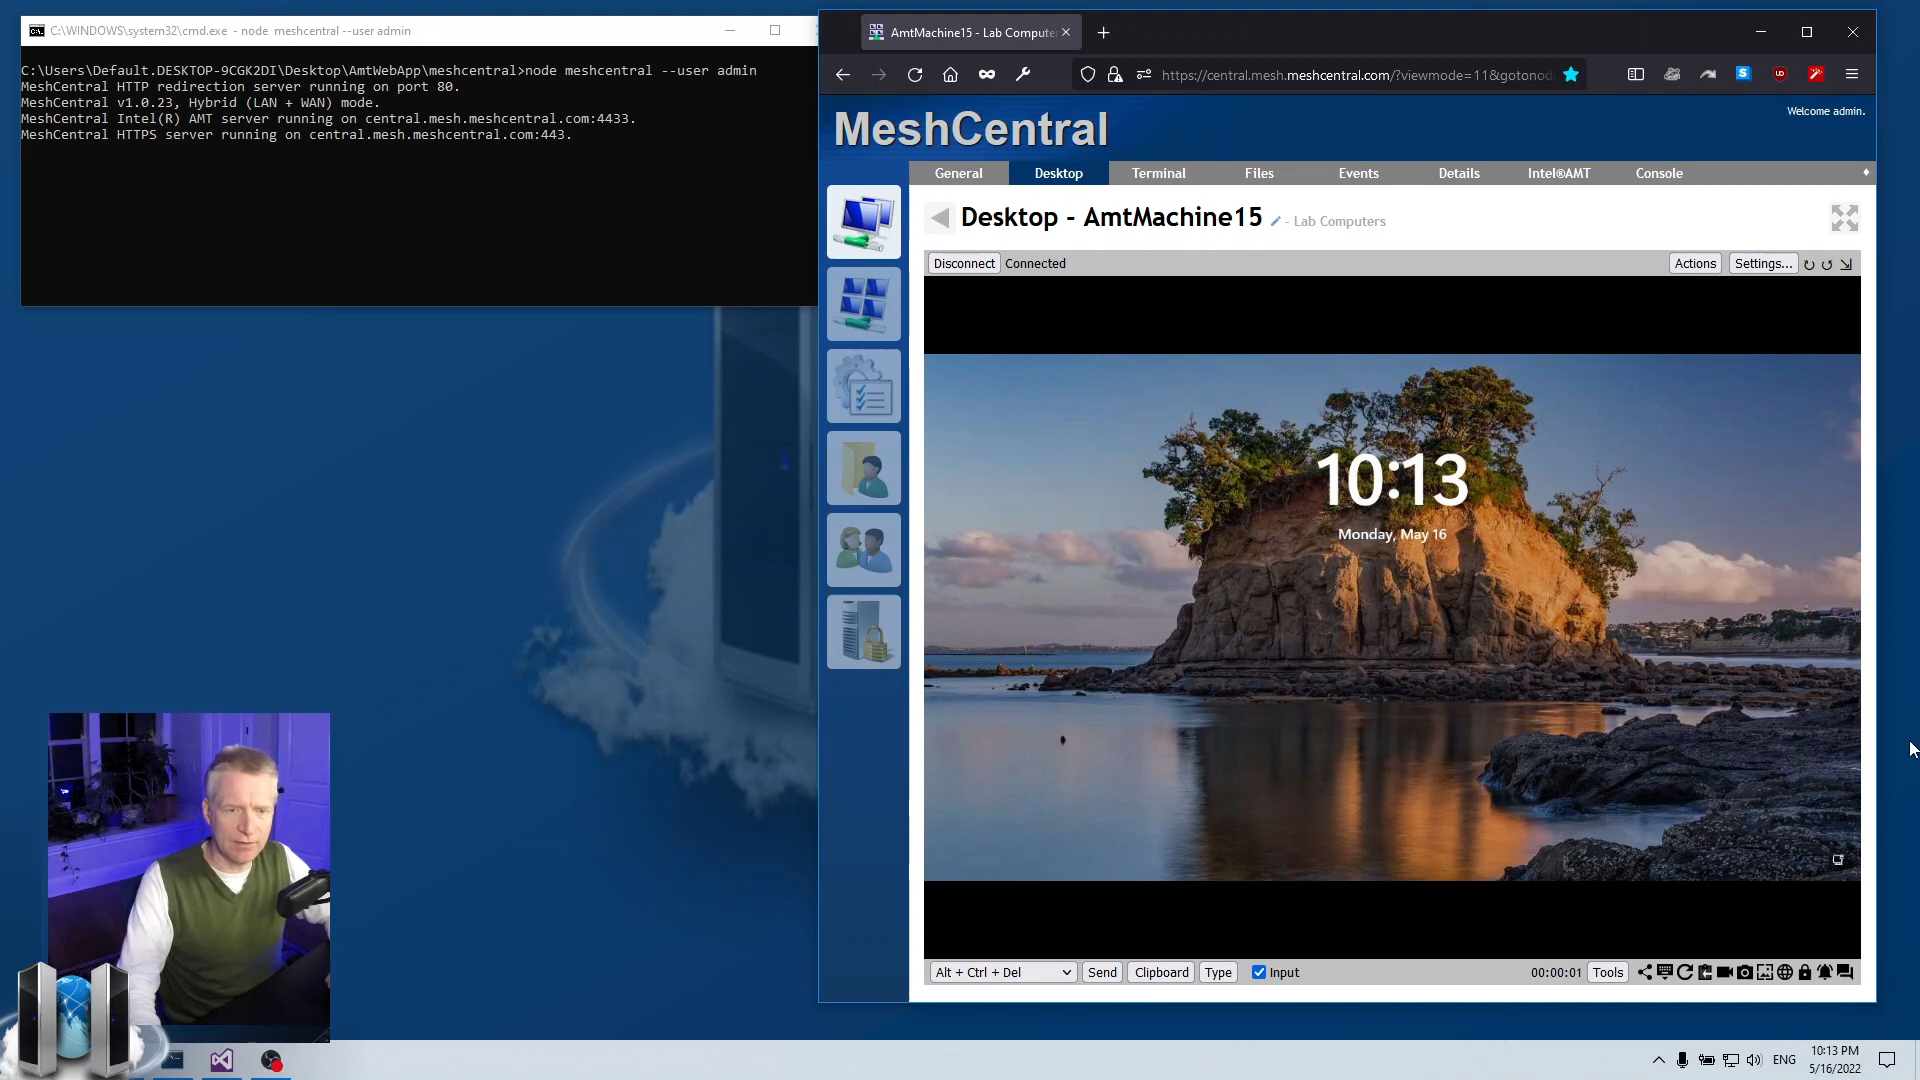 C:\WINDOWS\system32\cmd.exe - node meshcentral --user admin
C:\Users\Default.DESKTOP-9CGK2DI\Desktop\AmtWebApp\meshcentral>node meshcentral --user admin
MeshCentral HTTP redirection server running on port 80.
MeshCentral v1.0.23, Hybrid (LAN + WAN) mode.
MeshCentral Intel(R) AMT server running on central.mesh.meshcentral.com:4433.
MeshCentral HTTPS server running on central.mesh.meshcentral.com:443.
AmtMachine15 - Lab Compute
https://central.mesh.meshcentral.com/?viewmode=11&gotonod
MeshCentral
Welcome admin.
General Desktop Terminal Files Events Details Intel®AMT Console
Desktop - AmtMachine15 - Lab Computers
Disconnect Connected Actions Settings...
10:13
Monday, May 16
Alt + Ctrl + Del Send Clipboard Type Input 00:00:01 Tools
ENG
10:13 PM
5/16/2022